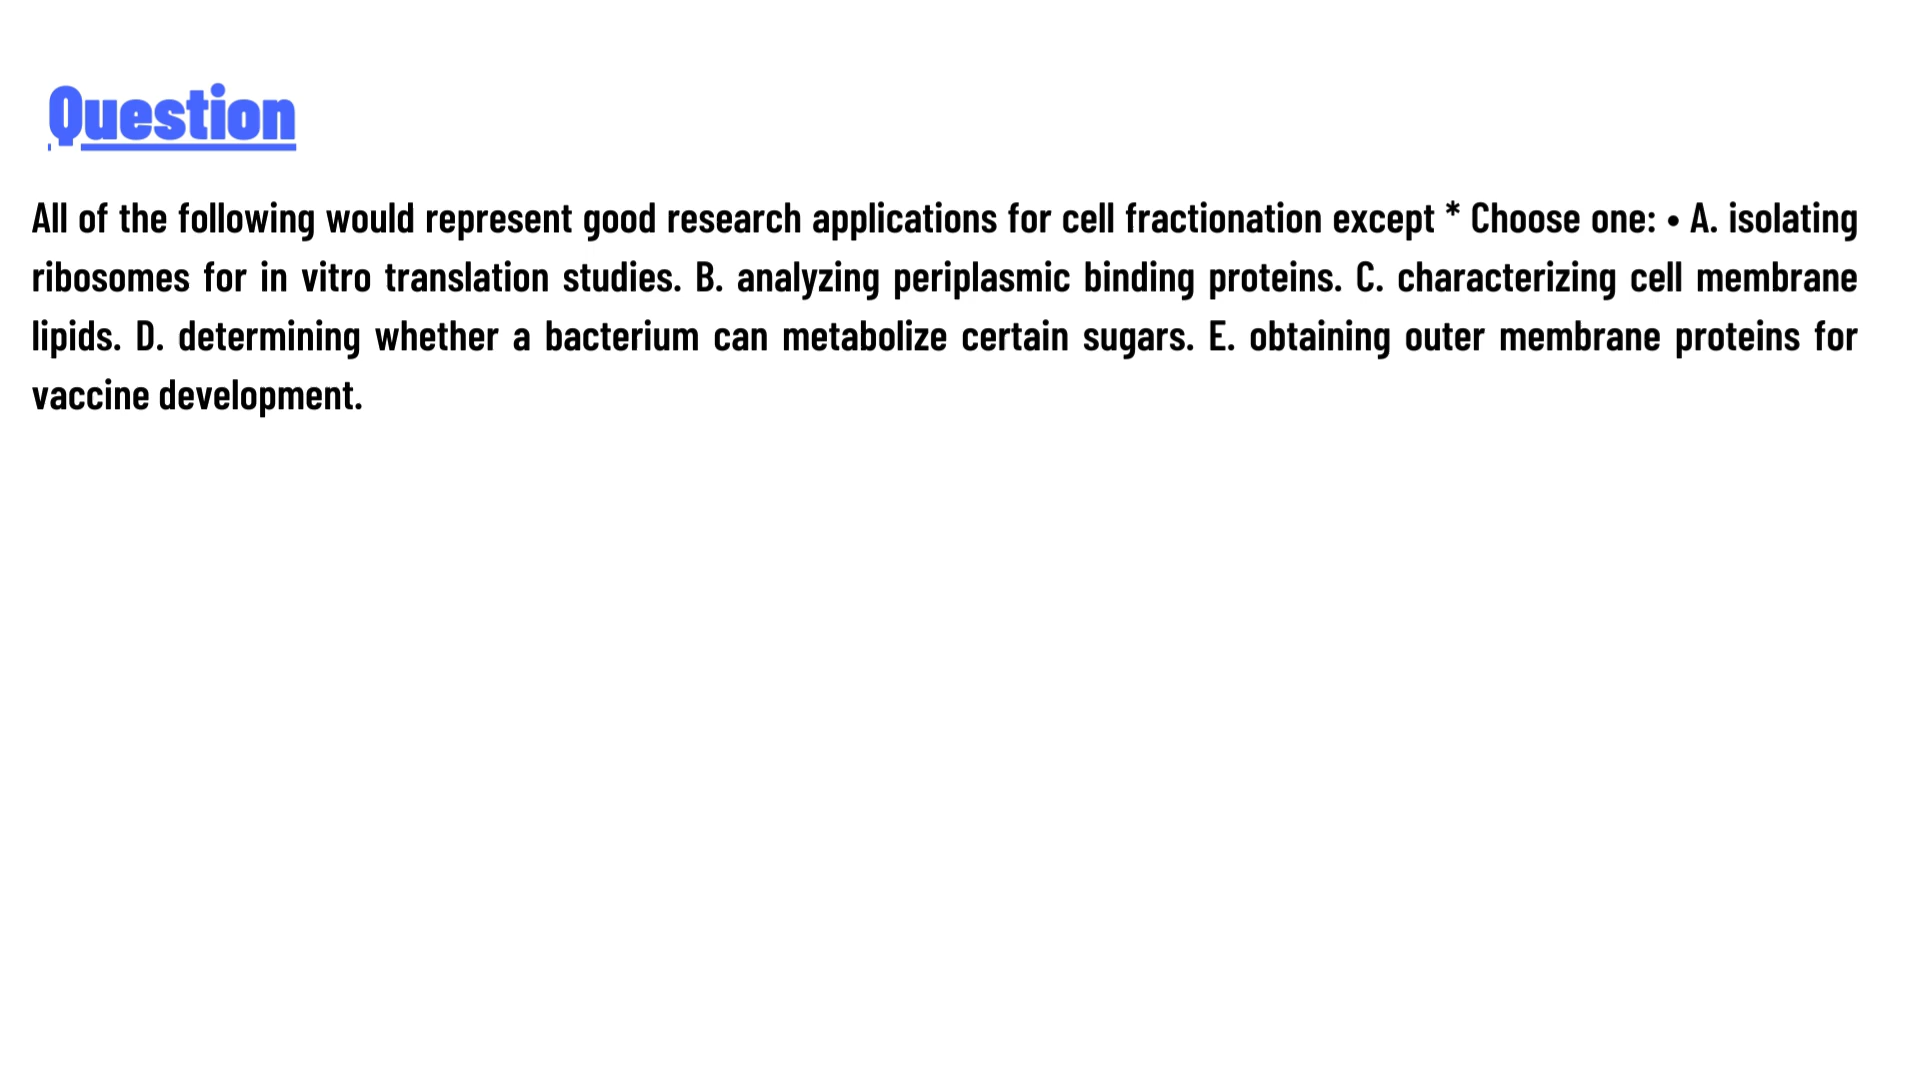 Question
All of the following would represent good research applications for cell fractionation except * Choose one: • A. isolating
ribosomes for in vitro translation studies. B. analyzing periplasmic binding proteins. C. characterizing cell membrane
lipids. D. determining whether a bacterium can metabolize certain sugars. E. obtaining outer membrane proteins for
vaccine development.